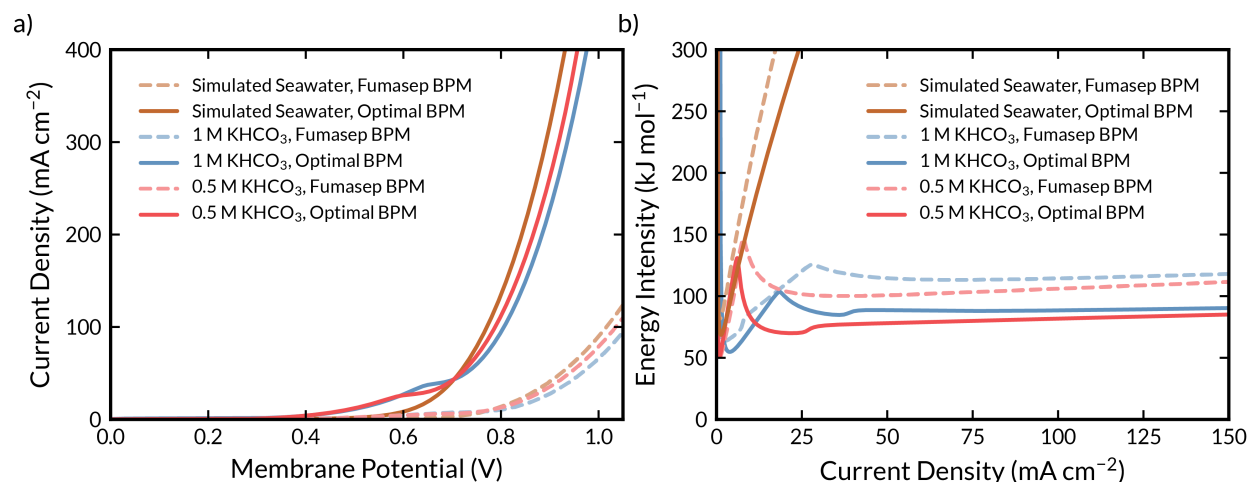 a)
Current Density (mA cm⁻²)
400
300
200
100
0
0.0
0.2
0.4
0.6
0.8
1.0
Membrane Potential (V)
Simulated Seawater, Fumasep BPM
Simulated Seawater, Optimal BPM
1 M KHCO₃, Fumasep BPM
1 M KHCO₃, Optimal BPM
0.5 M KHCO₃, Fumasep BPM
0.5 M KHCO₃, Optimal BPM
b)
Energy Intensity (kJ mol⁻¹)
300
250
200
150
100
50
0
0
25
50
75
100
125
150
Current Density (mA cm⁻²)
Simulated Seawater, Fumasep BPM
Simulated Seawater, Optimal BPM
1 M KHCO₃, Fumasep BPM
1 M KHCO₃, Optimal BPM
0.5 M KHCO₃, Fumasep BPM
0.5 M KHCO₃, Optimal BPM